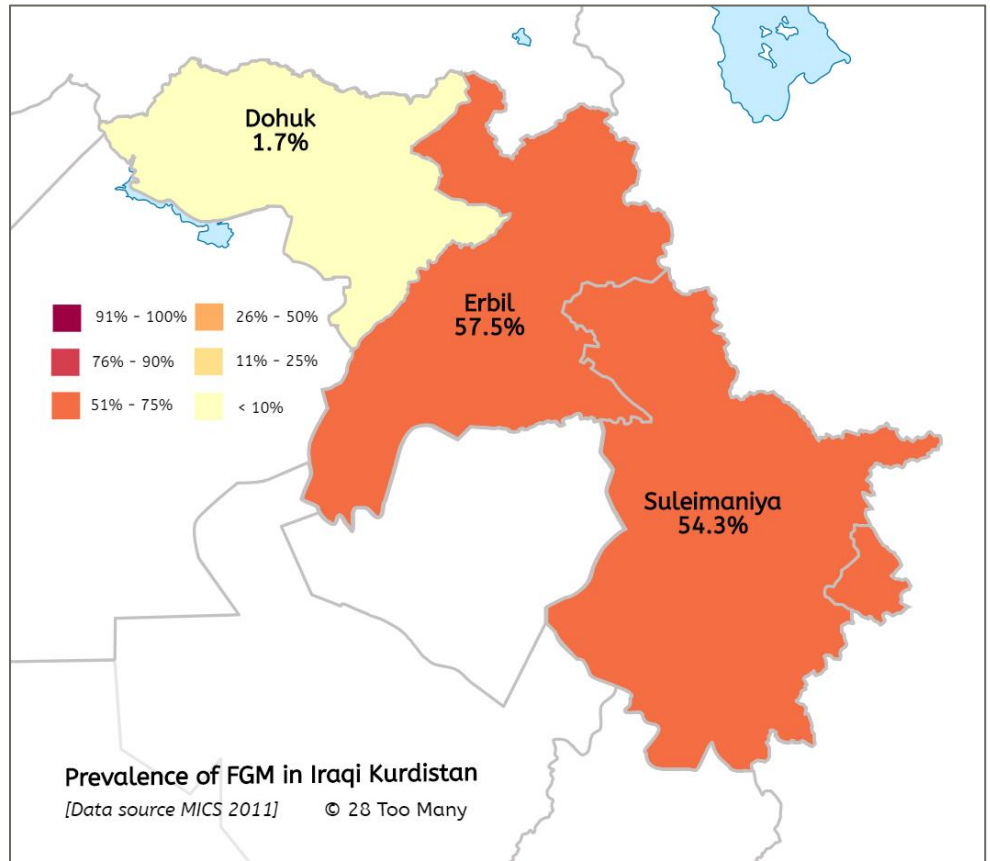 Dohuk
1.7%
Erbil
57.5%
Suleimaniya
54.3%
91% - 100%
26% - 50%
76% - 90%
11% - 25%
51% - 75%
< 10%
Prevalence of FGM in Iraqi Kurdistan
[Data source MICS 2011] © 28 Too Many